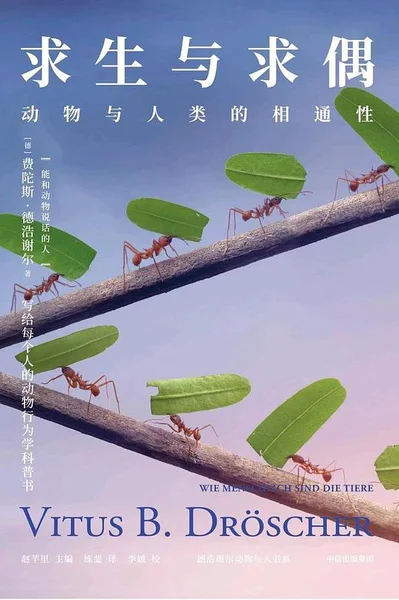 求生与求偶
动物与人类的相通性
[德] 费陀斯·德浩谢尔 著
能和动物说话的人
写给每个人的动物行为学科普书
WIE MENSCHLICH SIND DIE TIERE
VITUS B. DRÖSCHER
赵芊里 主编 练斐 译 李媛 校
德浩谢尔动物与人书系
中信出版集团